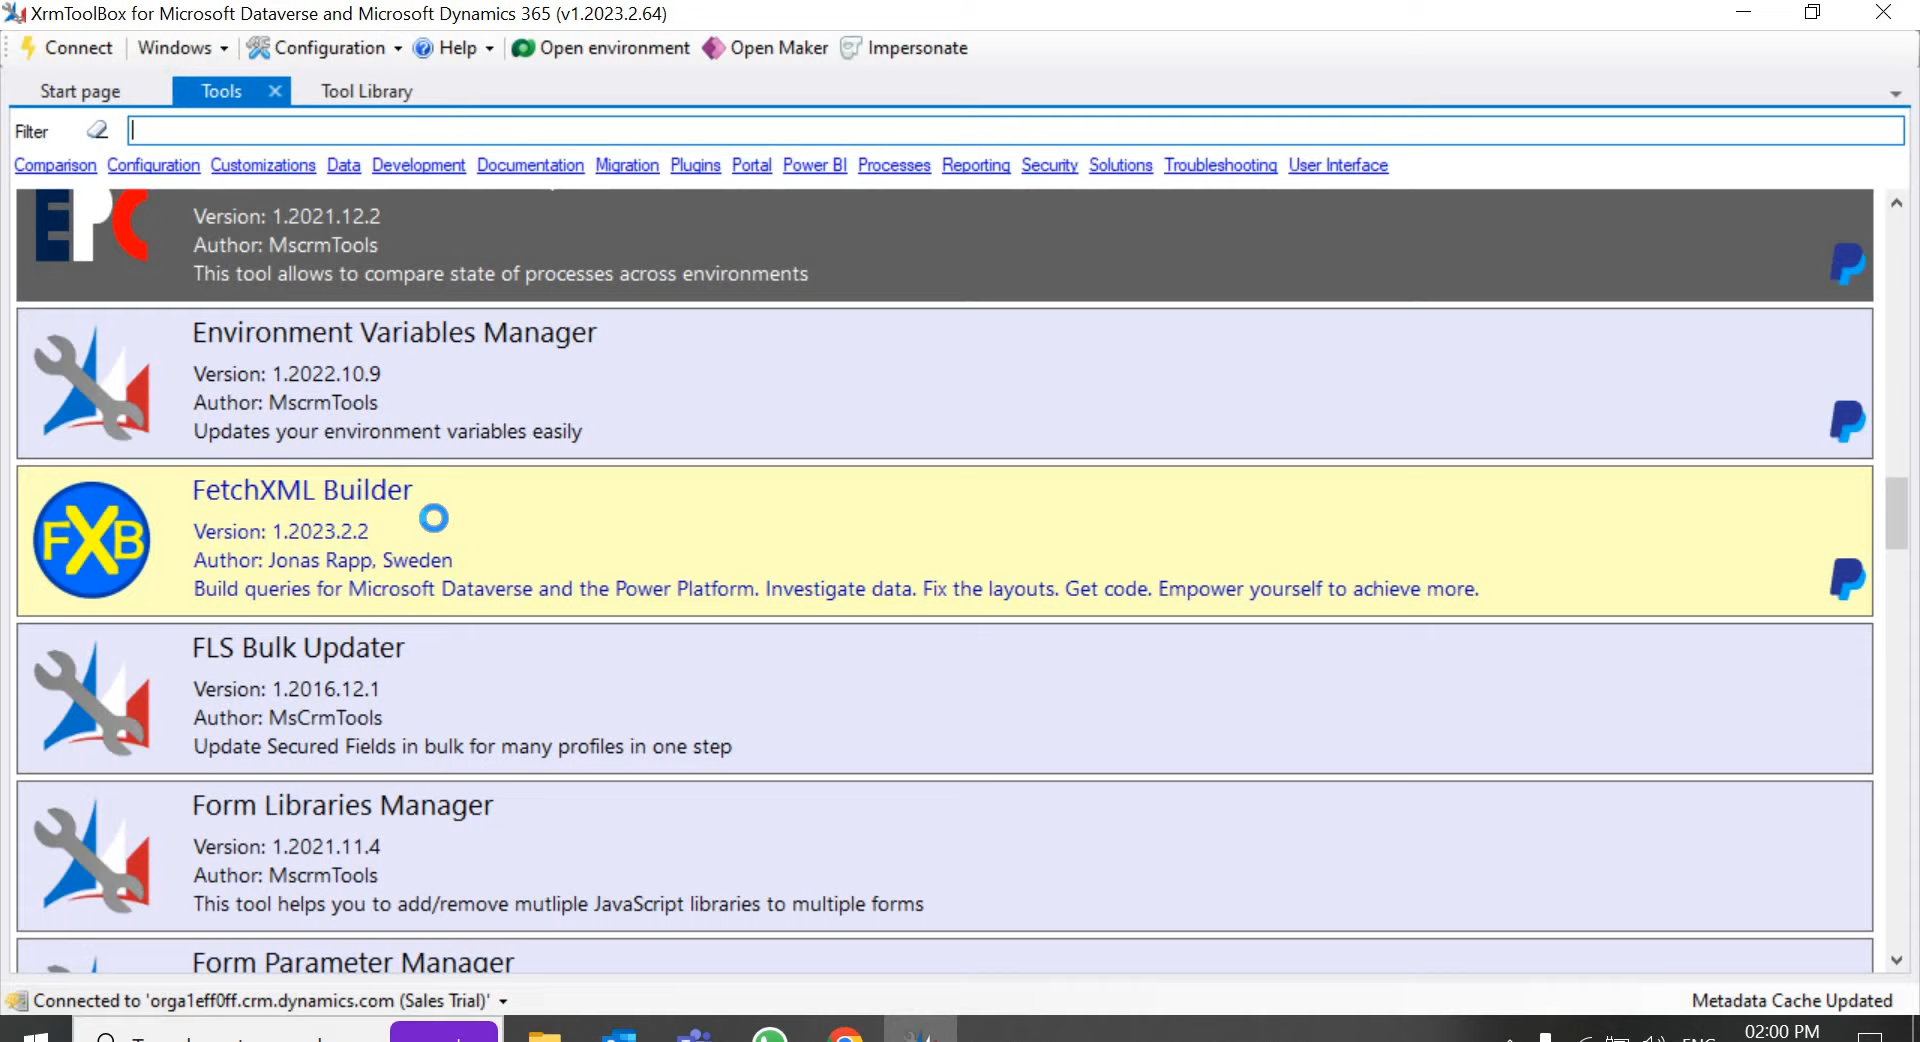 XrmToolBox for Microsoft Dataverse and Microsoft Dynamics 365 (v1.2023.2.64)
Connect Windows Configuration Help Open environment Open Maker Impersonate
Start page Tools Tool Library
Filter
Comparison Configuration Customizations Data Development Documentation Migration Plugins Portal Power BI Processes Reporting Security Solutions Troubleshooting User Interface
EPC
Version: 1.2021.12.2
Author: MscrmTools
This tool allows to compare state of processes across environments
Environment Variables Manager
Version: 1.2022.10.9
Author: MscrmTools
Updates your environment variables easily
FXB
FetchXML Builder
Version: 1.2023.2.2
Author: Jonas Rapp, Sweden
Build queries for Microsoft Dataverse and the Power Platform. Investigate data. Fix the layouts. Get code. Empower yourself to achieve more.
FLS Bulk Updater
Version: 1.2016.12.1
Author: MsCrmTools
Update Secured Fields in bulk for many profiles in one step
Form Libraries Manager
Version: 1.2021.11.4
Author: MscrmTools
This tool helps you to add/remove mutliple JavaScript libraries to multiple forms
Form Parameter Manager
Connected to 'orga1eff0ff.crm.dynamics.com (Sales Trial)' Metadata Cache Updated
02:00 PM